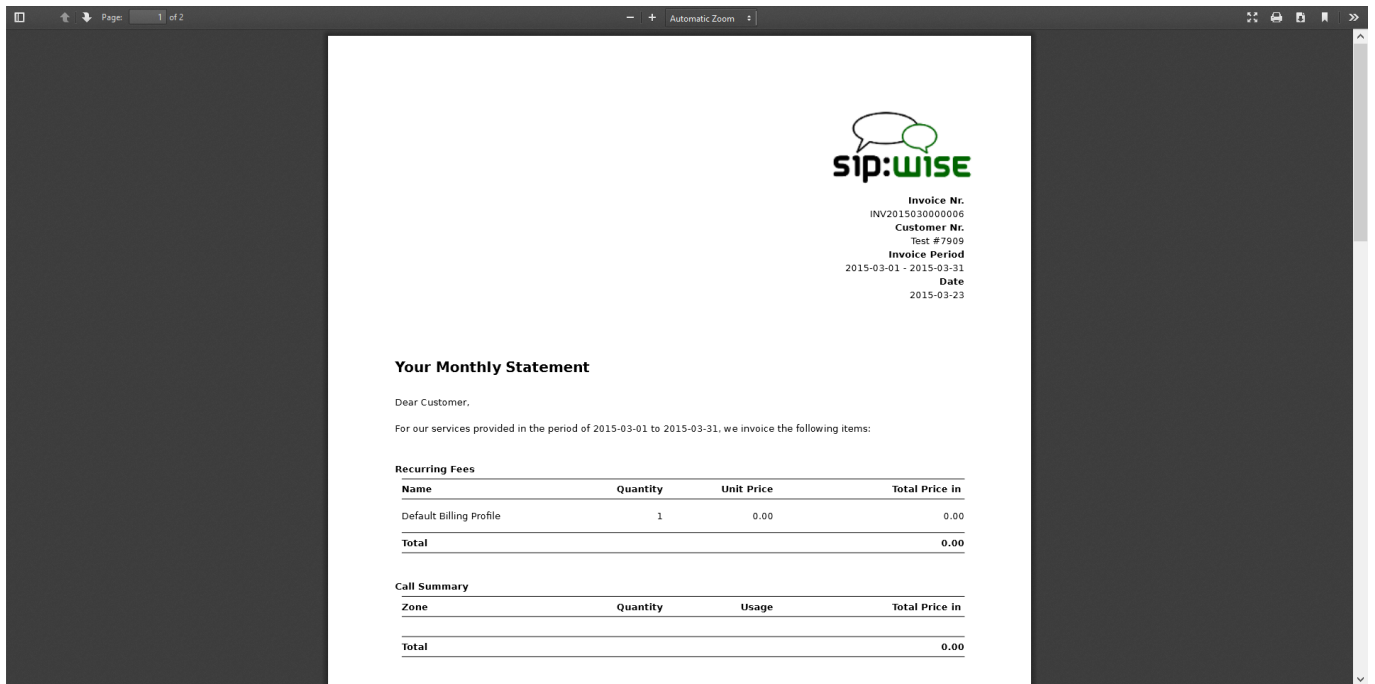 Page: 1 of 2
Automatic Zoom
sip:wise
Invoice Nr.
INV2015030000006
Customer Nr.
Test #7909
Invoice Period
2015-03-01 - 2015-03-31
Date
2015-03-23
Your Monthly Statement
Dear Customer,
For our services provided in the period of 2015-03-01 to 2015-03-31, we invoice the following items:
Recurring Fees
Name Quantity Unit Price Total Price in
Default Billing Profile 1 0.00 0.00
Total 0.00
Call Summary
Zone Quantity Usage Total Price in
Total 0.00